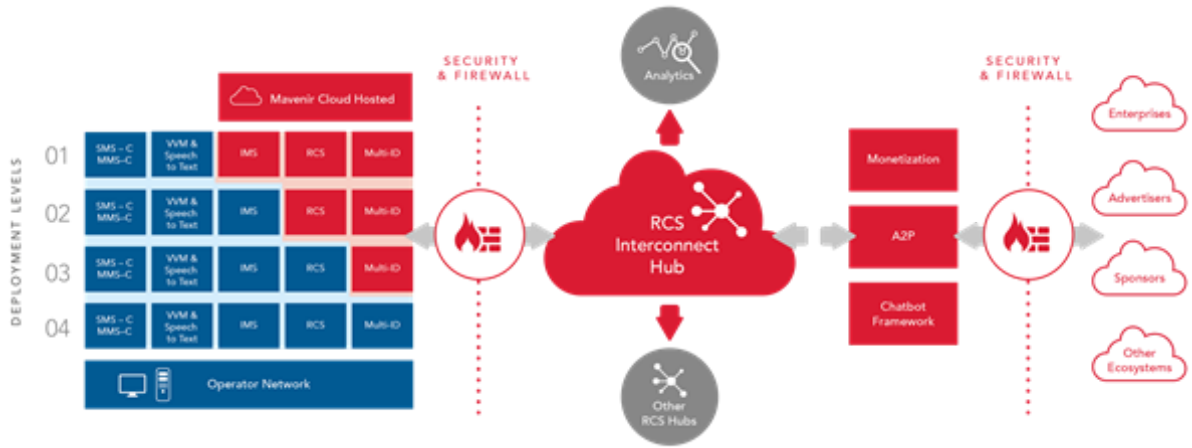 DEPLOYMENT LEVELS
Mavenir Cloud Hosted
01
SMS – C
MMS–C
VVM &
Speech
to Text
IMS
RCS
Multi-ID
02
SMS – C
MMS–C
VVM &
Speech
to Text
IMS
RCS
Multi-ID
03
SMS – C
MMS–C
VVM &
Speech
to Text
IMS
RCS
Multi-ID
04
SMS – C
MMS–C
VVM &
Speech
to Text
IMS
RCS
Multi-ID
Operator Network
SECURITY
& FIREWALL
Analytics
RCS
Interconnect
Hub
Other
RCS Hubs
Monetization
A2P
Chatbot
Framework
SECURITY
& FIREWALL
Enterprises
Advertisers
Sponsors
Other
Ecosystems